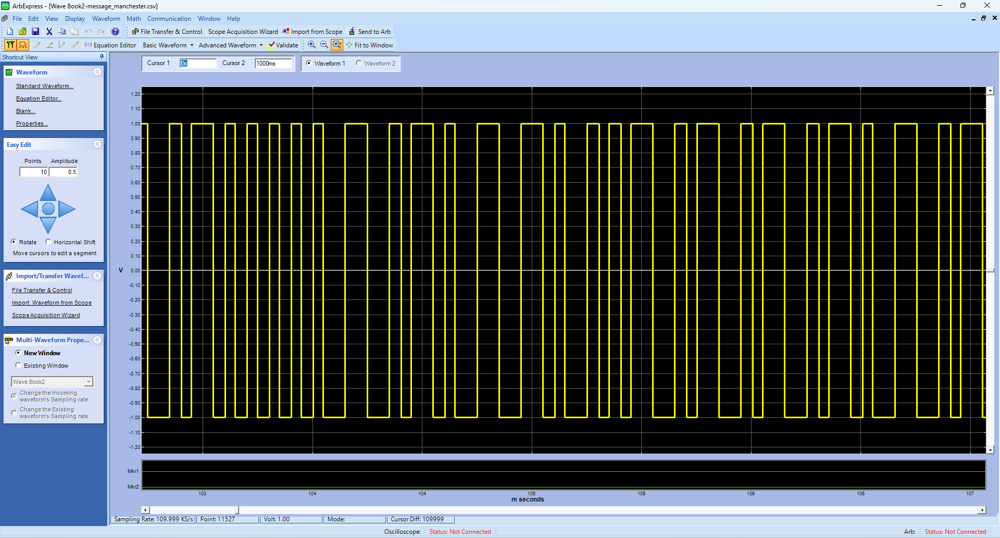 ArbExpress - [Wave Book2-message_manchester.csv]
File Edit View Display Waveform Math Communication Window Help
File Transfer & Control Scope Acquisition Wizard Import from Scope Send to Arb
Equation Editor Basic Waveform Advanced Waveform Validate Fit to Window
Shortcut View
Waveform
Standard Waveform...
Equation Editor...
Blank...
Properties...
Easy Edit
Points Amplitude
10 0.5
Rotate Horizontal Shift
Move cursors to edit a segment
Import/Transfer Wavef...
File Transfer & Control
Import Waveform from Scope
Scope Acquisition Wizard
Multi-Waveform Prope...
New Window
Existing Window
Wave Book2
Change the Incoming
waveform's Sampling rate
Change the Existing
waveform's Sampling rate
Cursor 1 0s Cursor 2 1000ms Waveform 1 Waveform 2
1.20
1.10
1.00
0.90
0.80
0.70
0.60
0.50
0.40
0.30
0.20
0.10
V 0.00
-0.10
-0.20
-0.30
-0.40
-0.50
-0.60
-0.70
-0.80
-0.90
-1.00
-1.10
-1.20
Mkr1
Mkr2
103 104 104 105 105 106 106 107
m seconds
Sampling Rate: 109.999 KS/s Point: 11527 Volt: 1.00 Mode: Cursor Diff: 109999
Oscilloscope: Status: Not Connected Arb: Status: Not Connected